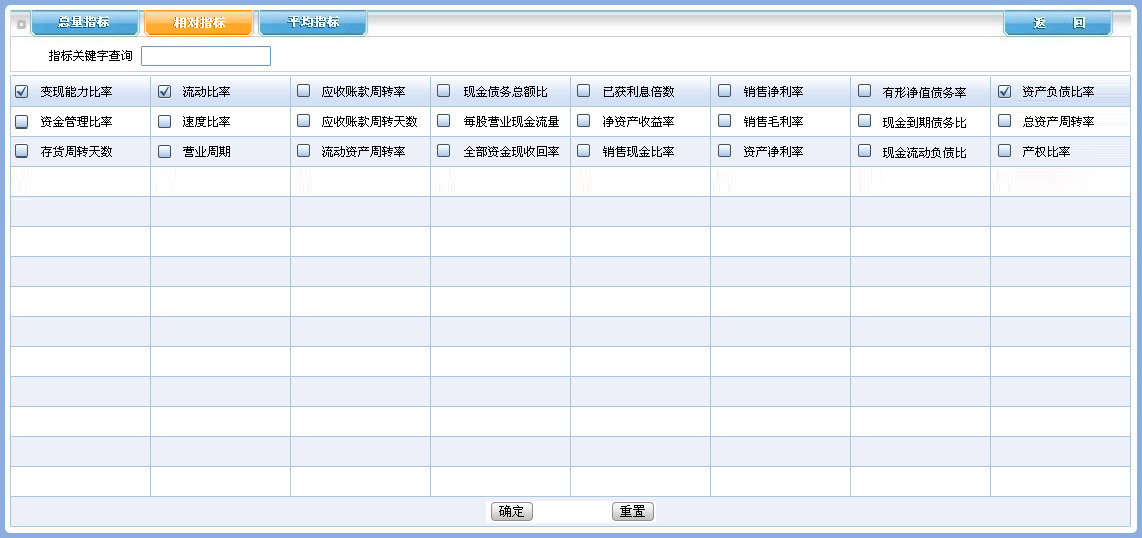 总量指标 相对指标 平均指标 返 回
指标关键字查询
变现能力比率 流动比率 应收账款周转率 现金债务总额比 已获利息倍数 销售净利率 有形净值债务率 资产负债比率
资金管理比率 速度比率 应收账款周转天数 每股营业现金流量 净资产收益率 销售毛利率 现金到期债务比 总资产周转率
存货周转天数 营业周期 流动资产周转率 全部资金现收回率 销售现金比率 资产净利率 现金流动负债比 产权比率
确定 重置